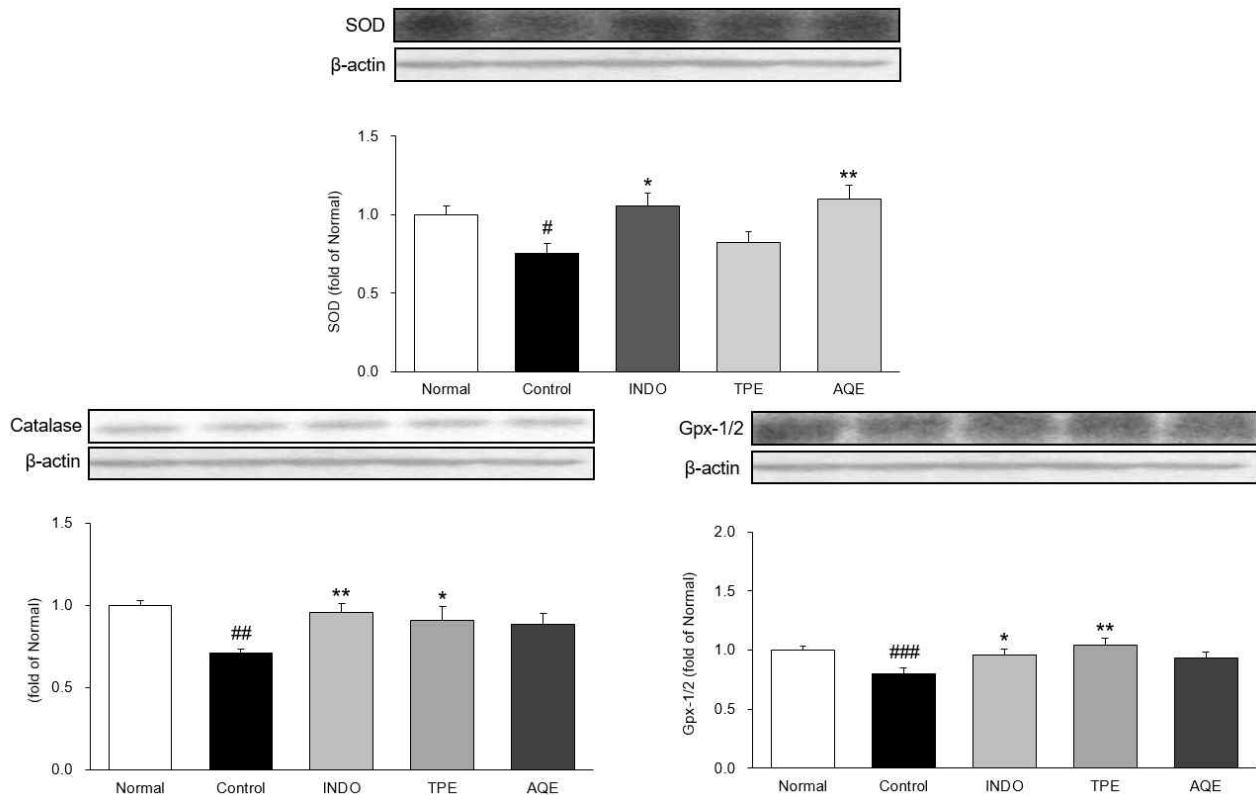 SOD
β-actin
SOD (fold of Normal)
1.5
1.0
0.5
0.0
#
*
**
Normal Control INDO TPE AQE
Catalase
β-actin
(fold of Normal)
1.5
1.0
0.5
0.0
##
**
*
Normal Control INDO TPE AQE
Gpx-1/2
β-actin
Gpx-1/2 (fold of Normal)
2.0
1.5
1.0
0.5
0.0
###
*
**
Normal Control INDO TPE AQE